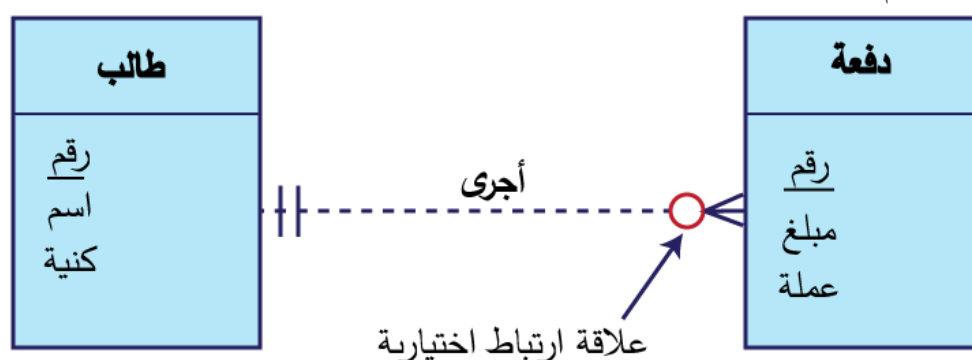 دفعة
رقم
مبلغ
عملة
أجرى
علاقة ارتباط اختيارية
طالب
رقم
اسم
كنية